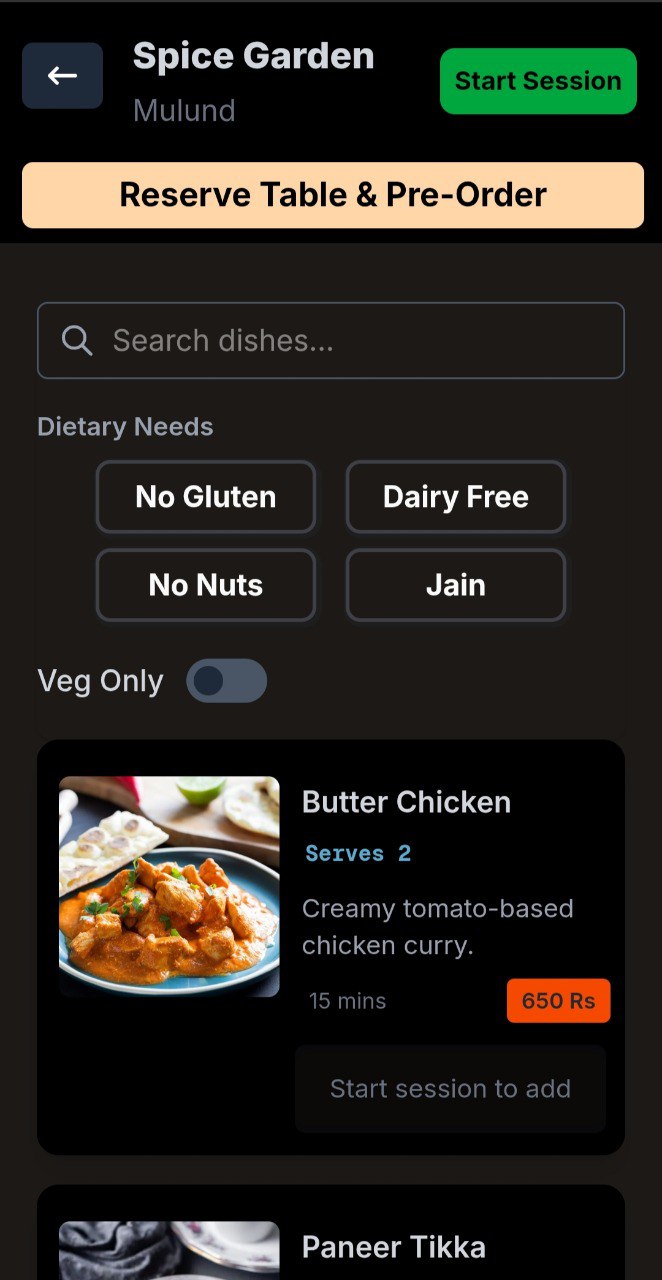 Spice Garden
Mulund
Start Session
Reserve Table & Pre-Order
Search dishes...
Dietary Needs
No Gluten
Dairy Free
No Nuts
Jain
Veg Only
Butter Chicken
Serves 2
Creamy tomato-based
chicken curry.
15 mins
650 Rs
Start session to add
Paneer Tikka